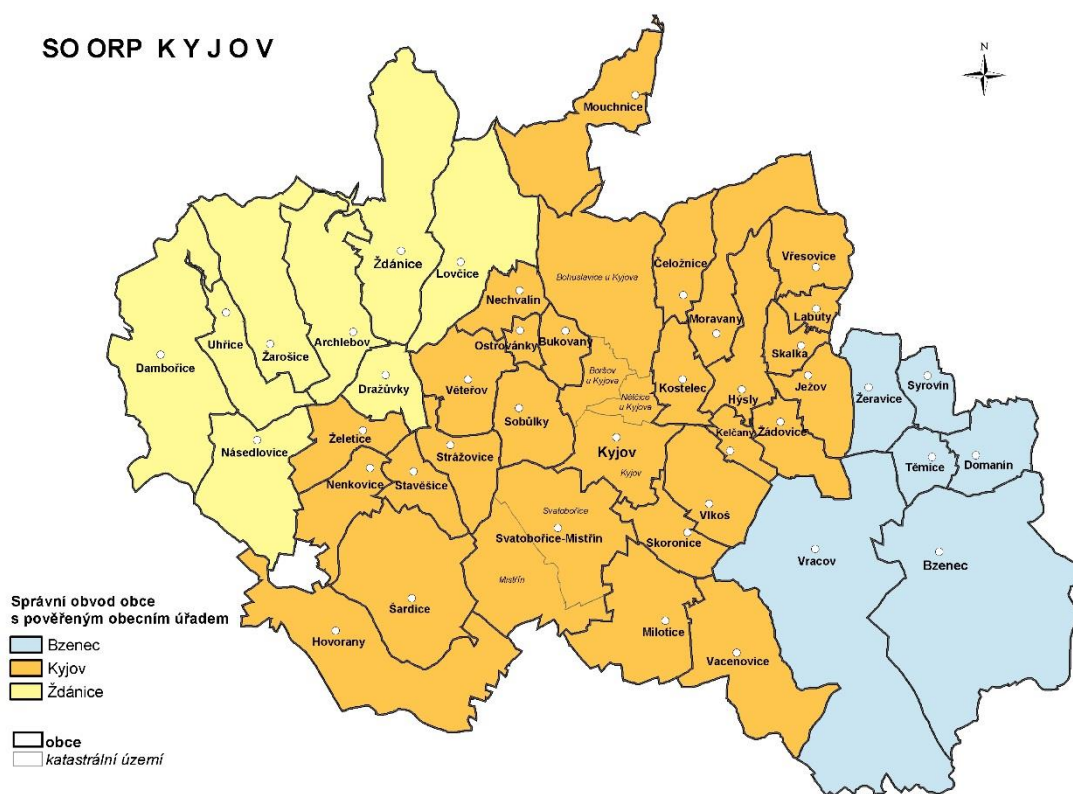 SO ORP K Y J O V
N
Mouchnice
Ždánice
Lovčice
Bohuslavice u Kyjova
Čeložnice
Vřesovice
Nechvalín
Moravany
Labuty
Uhřice
Žarošice
Archlebov
Ostrovánky
Bukovany
Skalka
Dambořice
Dražůvky
Věteřov
Boršov
u Kyjova
Kostelec
Ježov
Žeravice
Syrovín
Nětčice
u Kyjova
Hýsly
Sobůlky
Želetice
Kelčany
Žádovice
Násedlovice
Strážovice
Kyjov
Kyjov
Těmice
Domanín
Nenkovice
Stavěšice
Svatobořice
Vlkoš
Svatobořice-Mistřín
Skoronice
Vracov
Bzenec
Mistřín
Šardice
Hovorany
Milotice
Vacenovice
Správní obvod obce
s pověřeným obecním úřadem
Bzenec
Kyjov
Ždánice
obce
katastrální území